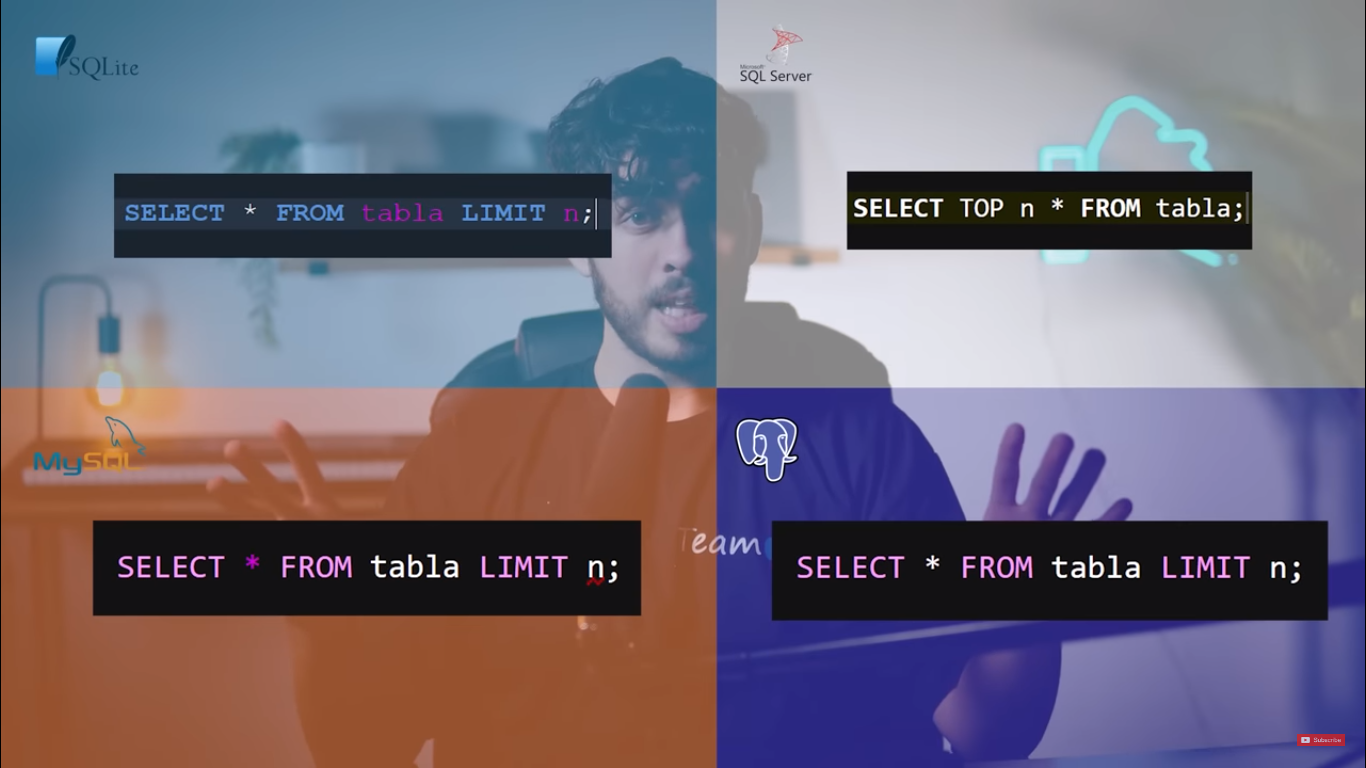 SQLite
Microsoft
SQL Server
SELECT * FROM tabla LIMIT n;
SELECT TOP n * FROM tabla;
MySQL
SELECT * FROM tabla LIMIT n;
Team
SELECT * FROM tabla LIMIT n;
Subscribe